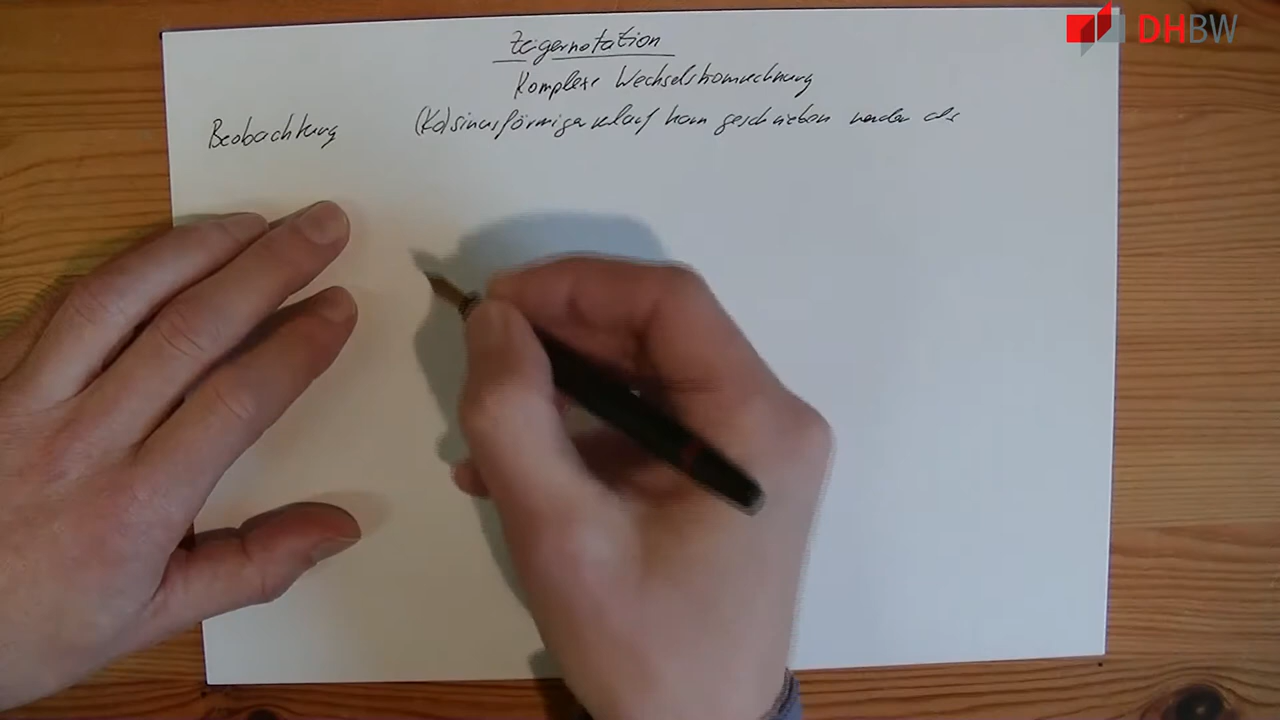 DHBW
Zeigernotation
Komplexe Wechselstromrechnung
Beobachtung (Ko)sinusförmiger verlauf kann geschrieben werden als